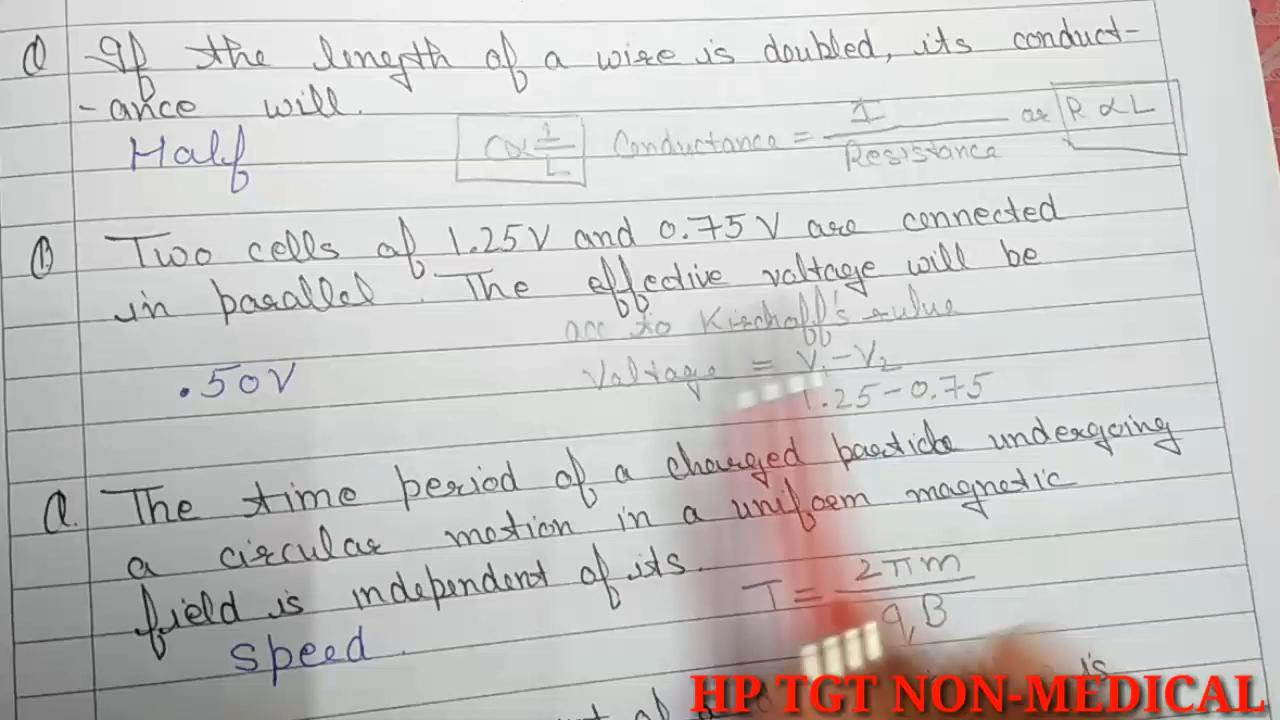 Q If the length of a wire is doubled, its conduct-
-ance will.
Half
C∝1/L Conductance = 1/Resistance or R∝L
Q Two cells of 1.25V and 0.75V are connected
in parallel. The effective voltage will be
acc to Kirchoff's rulue
.50V Voltage = V1-V2
1.25-0.75
Q. The time period of a charged particle undergoing
a circular motion in a uniform magnetic
field is independent of its.
T = 2πm/qB
Speed.
of a
is
HP TGT NON-MEDICAL